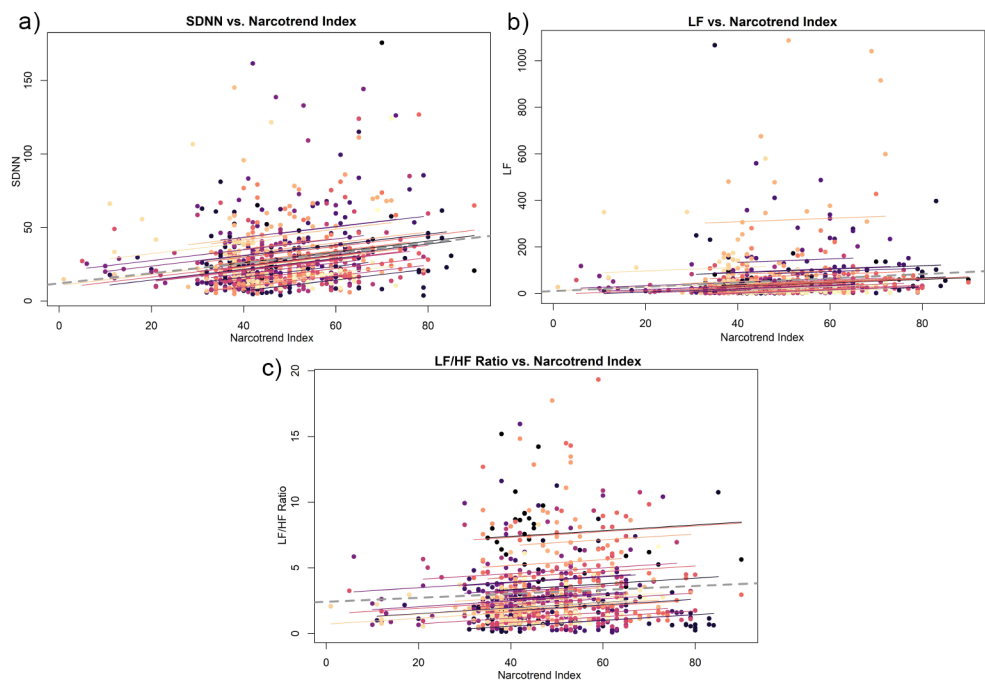 a)
SDNN vs. Narcotrend Index
SDNN
150
100
50
0
0
20
40
60
80
Narcotrend Index
b)
LF vs. Narcotrend Index
LF
1000
800
600
400
200
0
0
20
40
60
80
Narcotrend Index
c)
LF/HF Ratio vs. Narcotrend Index
LF/HF Ratio
20
15
10
5
0
0
20
40
60
80
Narcotrend Index